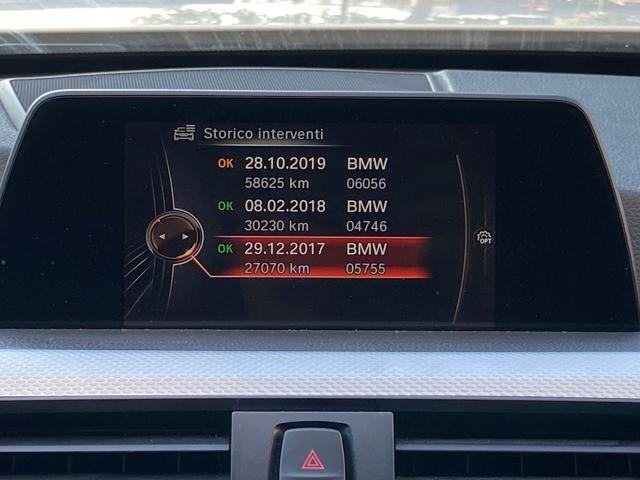 Storico interventi
OK 28.10.2019 BMW
58625 km 06056
OK 08.02.2018 BMW
30230 km 04746
OK 29.12.2017 BMW
27070 km 05755
OPT